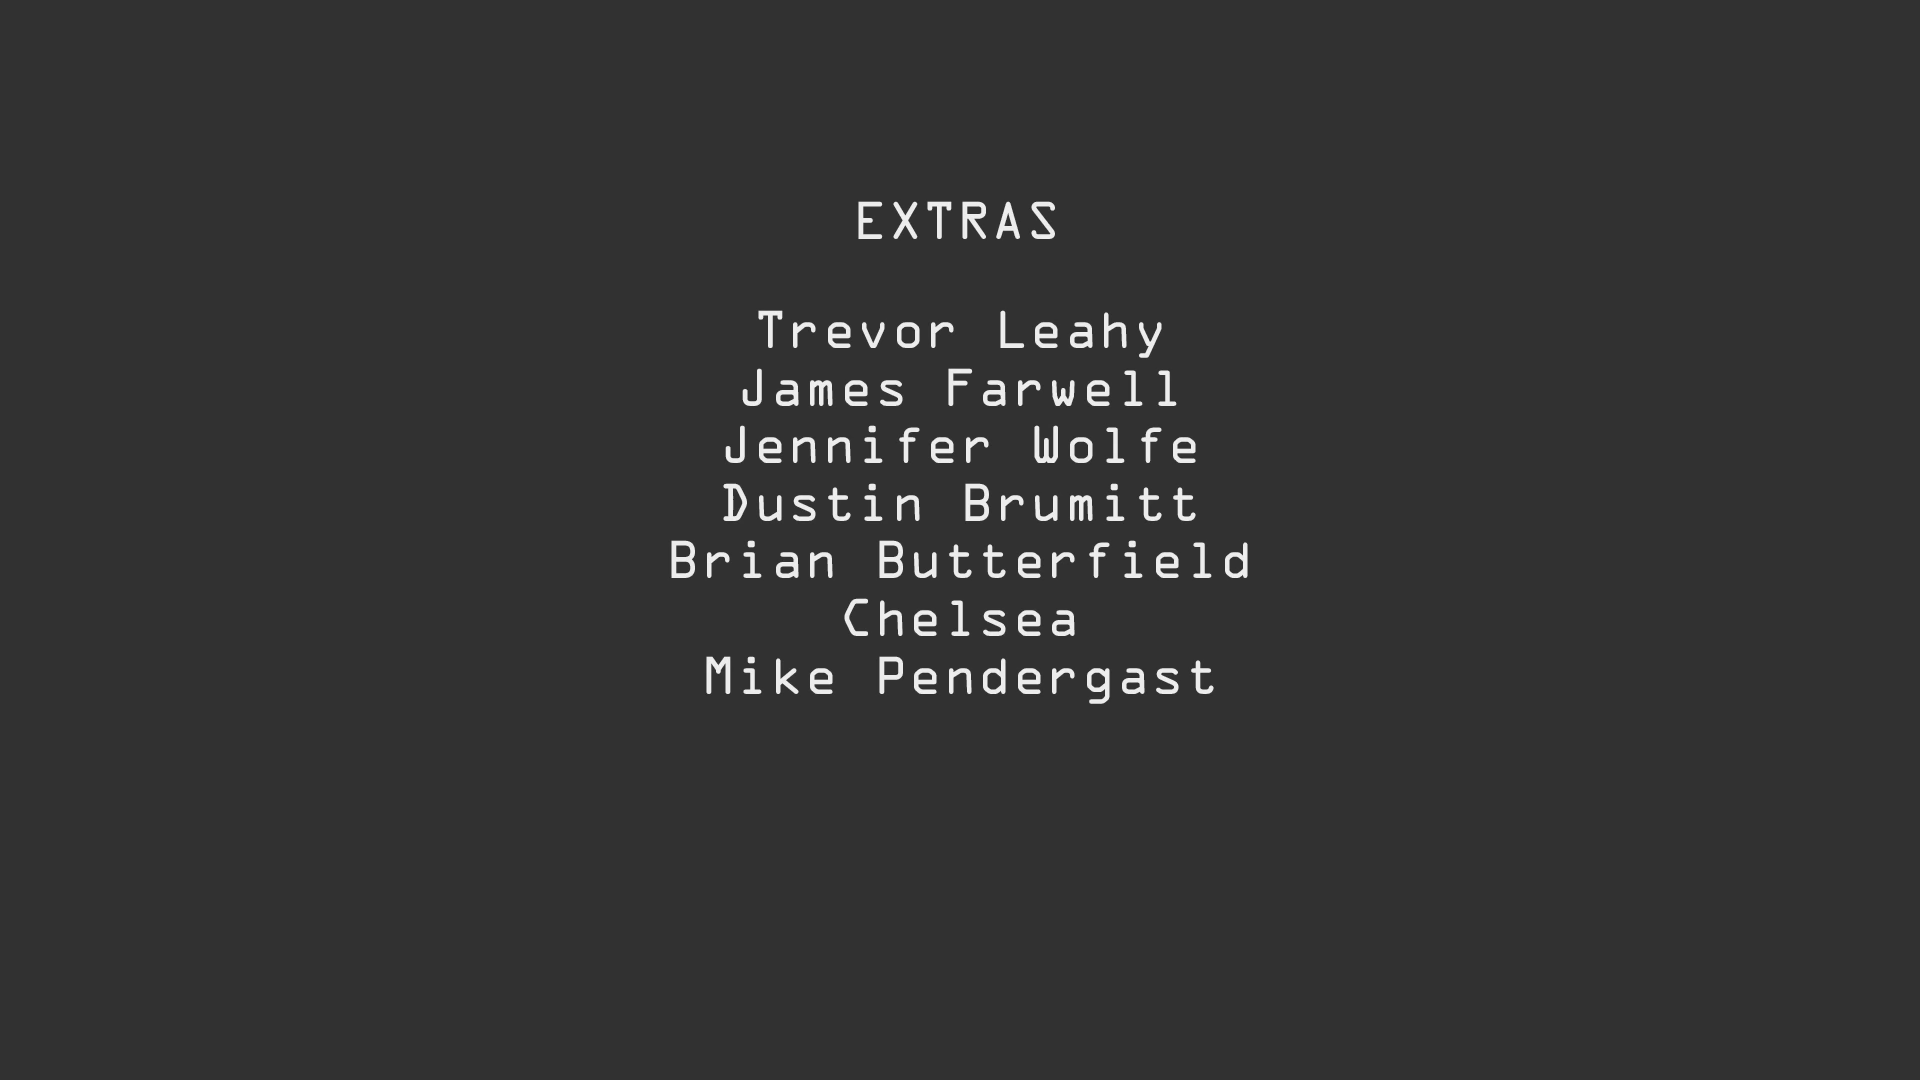 EXTRAS
Trevor Leahy
James Farwell
Jennifer Wolfe
Dustin Brumitt
Brian Butterfield
Chelsea
Mike Pendergast